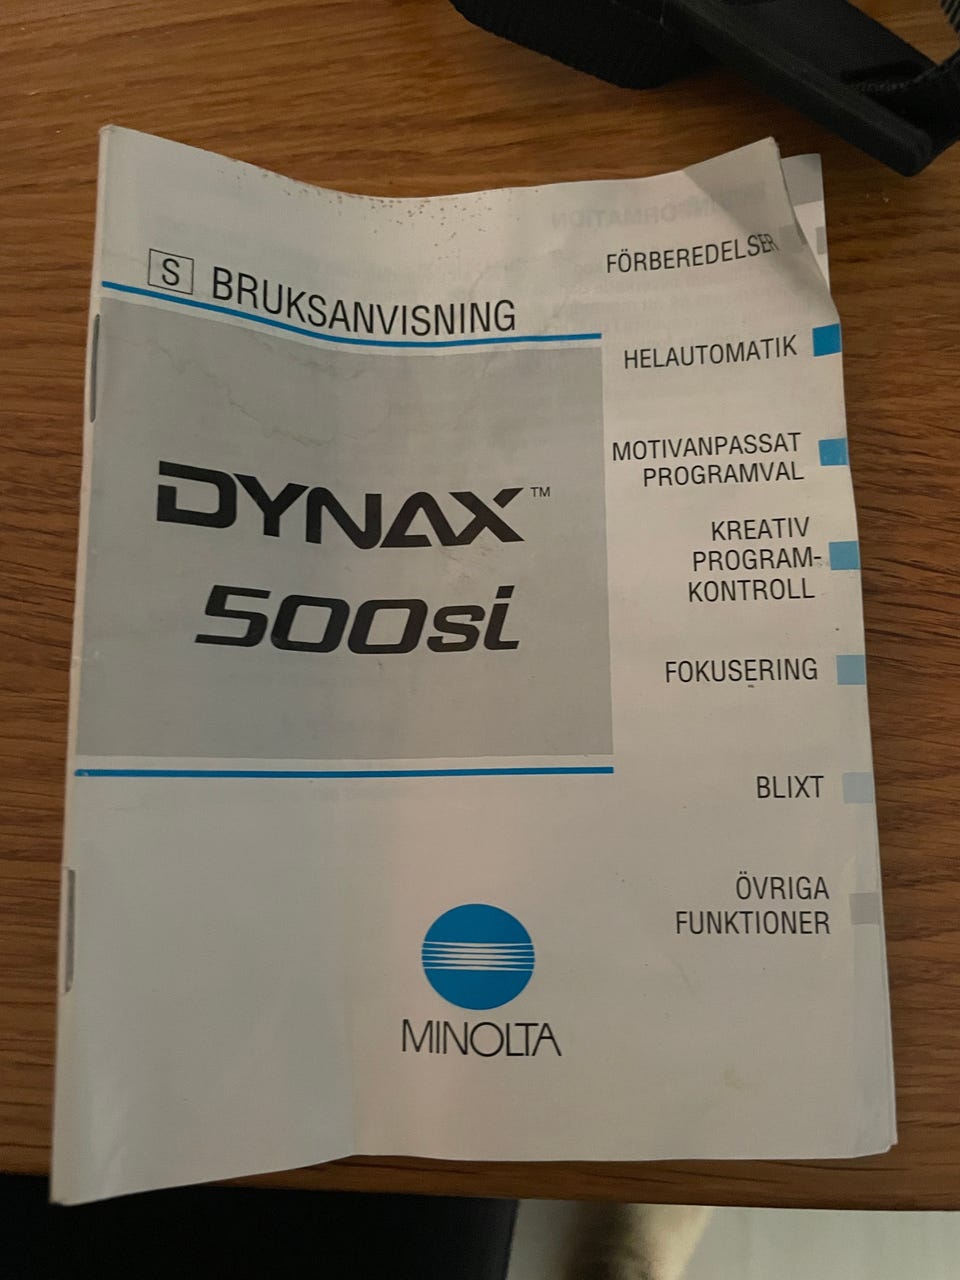 S BRUKSANVISNING
DYNAX™
500si
FÖRBEREDELSER
HELAUTOMATIK
MOTIVANPASSAT
PROGRAMVAL
KREATIV
PROGRAM-
KONTROLL
FOKUSERING
BLIXT
ÖVRIGA
FUNKTIONER
MINOLTA